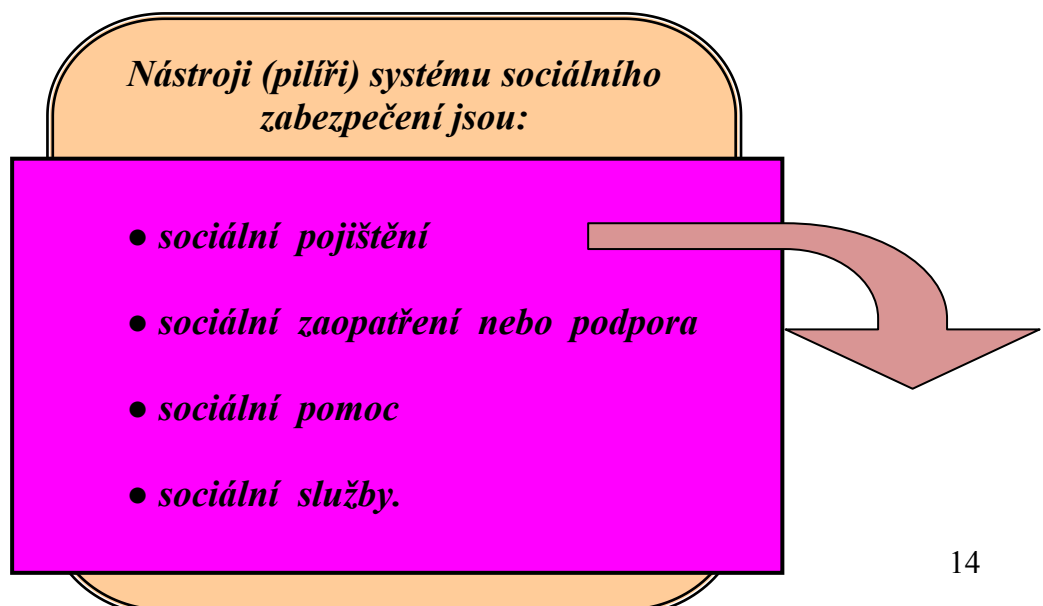 Nástroji (pilíři) systému sociálního
zabezpečení jsou:
● sociální pojištění
● sociální zaopatření nebo podpora
● sociální pomoc
● sociální služby.
14